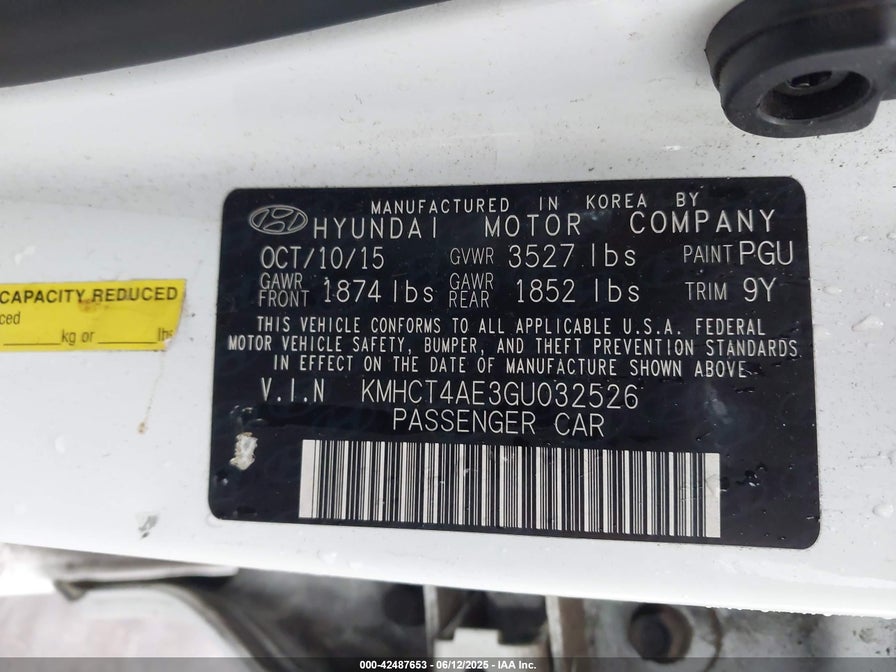 MANUFACTURED IN KOREA BY
HYUNDAI MOTOR COMPANY
OCT/10/15 GVWR 3527 lbs PAINT PGU
GAWR FRONT 1874 lbs GAWR REAR 1852 lbs TRIM 9Y
THIS VEHICLE CONFORMS TO ALL APPLICABLE U.S.A. FEDERAL
MOTOR VEHICLE SAFETY, BUMPER, AND THEFT PREVENTION STANDARDS
IN EFFECT ON THE DATE OF MANUFACTURE SHOWN ABOVE.
V.I.N KMHCT4AE3GU032526
PASSENGER CAR
CAPACITY REDUCED
ced
kg or lbs
000-42487653 - 06/12/2025 - IAA Inc.